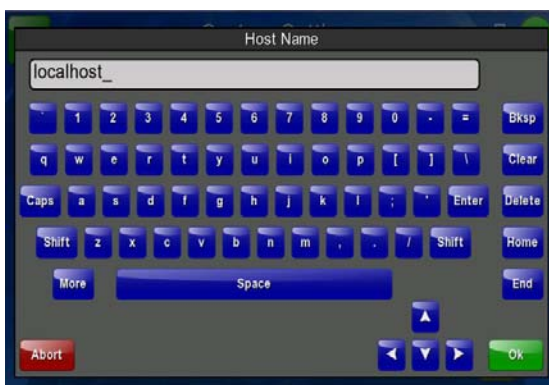 Host Name
localhost_
` 1 2 3 4 5 6 7 8 9 0 - = Bksp
q w e r t y u i o p [ ] \ Clear
Caps a s d f g h j k l ; ' Enter Delete
Shift z x c v b n m , . / Shift Home
More Space End
Abort Ok